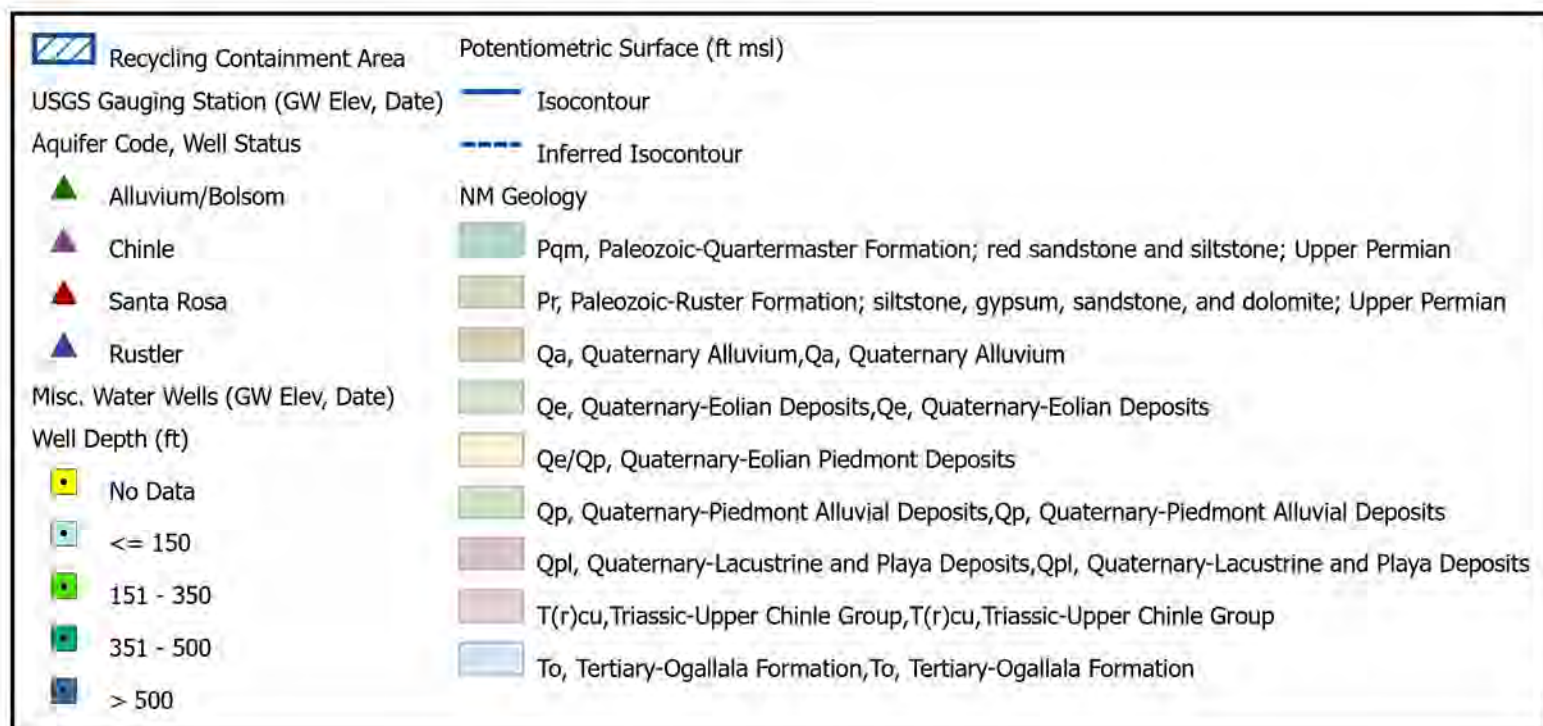 Recycling Containment Area
USGS Gauging Station (GW Elev, Date)
Aquifer Code, Well Status
Alluvium/Bolsom
Chinle
Santa Rosa
Rustler
Misc. Water Wells (GW Elev, Date)
Well Depth (ft)
No Data
<= 150
151 - 350
351 - 500
> 500
Potentiometric Surface (ft msl)
Isocontour
Inferred Isocontour
NM Geology
Pqm, Paleozoic-Quartermaster Formation; red sandstone and siltstone; Upper Permian
Pr, Paleozoic-Ruster Formation; siltstone, gypsum, sandstone, and dolomite; Upper Permian
Qa, Quaternary Alluvium,Qa, Quaternary Alluvium
Qe, Quaternary-Eolian Deposits,Qe, Quaternary-Eolian Deposits
Qe/Qp, Quaternary-Eolian Piedmont Deposits
Qp, Quaternary-Piedmont Alluvial Deposits,Qp, Quaternary-Piedmont Alluvial Deposits
Qpl, Quaternary-Lacustrine and Playa Deposits,Qpl, Quaternary-Lacustrine and Playa Deposits
T(r)cu,Triassic-Upper Chinle Group,T(r)cu,Triassic-Upper Chinle Group
To, Tertiary-Ogallala Formation,To, Tertiary-Ogallala Formation